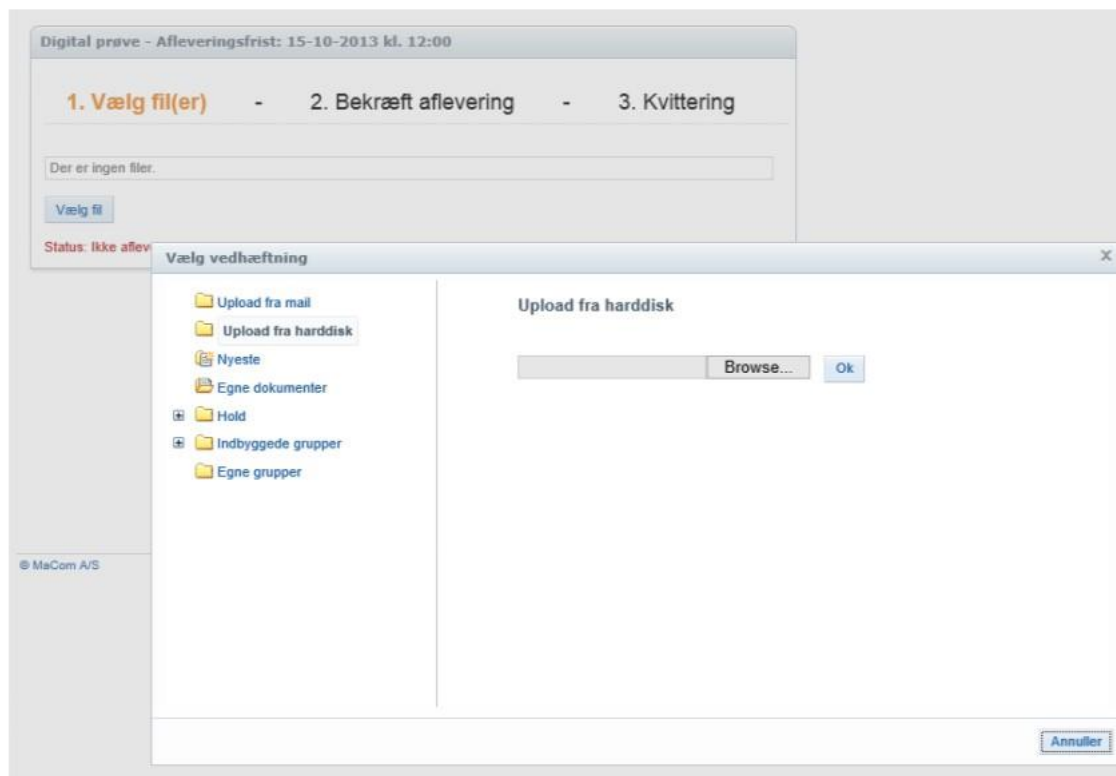 Digital prøve - Afleveringsfrist: 15-10-2013 kl. 12:00
1. Vælg fil(er) - 2. Bekræft aflevering - 3. Kvittering
Der er ingen filer.
Vælg fil
Status: Ikke aflev
Vælg vedhæftning X
Upload fra mail
Upload fra harddisk
Nyeste
Egne dokumenter
Hold
Indbyggede grupper
Egne grupper
Upload fra harddisk
Browse... Ok
© MaCom A/S
Annuller